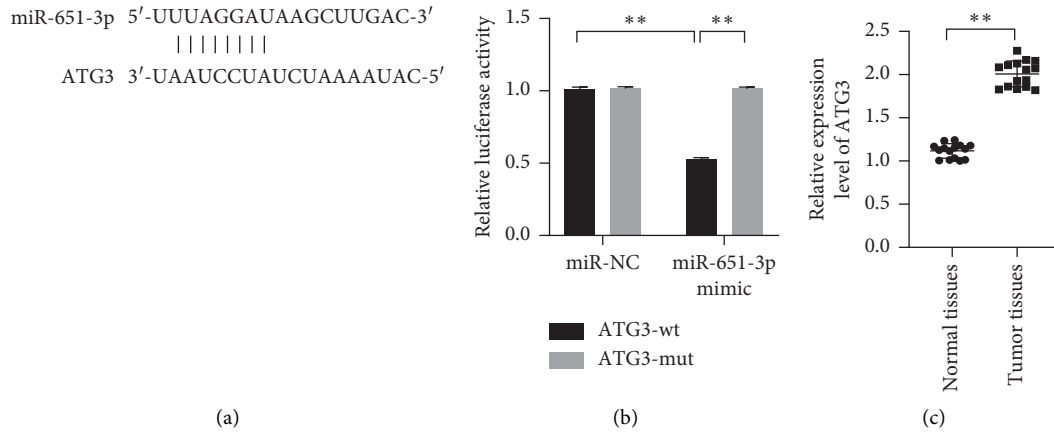 miR-651-3p 5′-UUUAGGAUAAGCUUGAC-3′
ATG3 3′-UAAUCCUAUCUAAAAUAC-5′
(a)
Relative luciferase activity
1.5
1.0
0.5
0.0
**
**
miR-NC
miR-651-3p
mimic
ATG3-wt
ATG3-mut
(b)
Relative expression
level of ATG3
2.5
2.0
1.5
1.0
0.5
0.0
**
Normal tissues
Tumor tissues
(c)